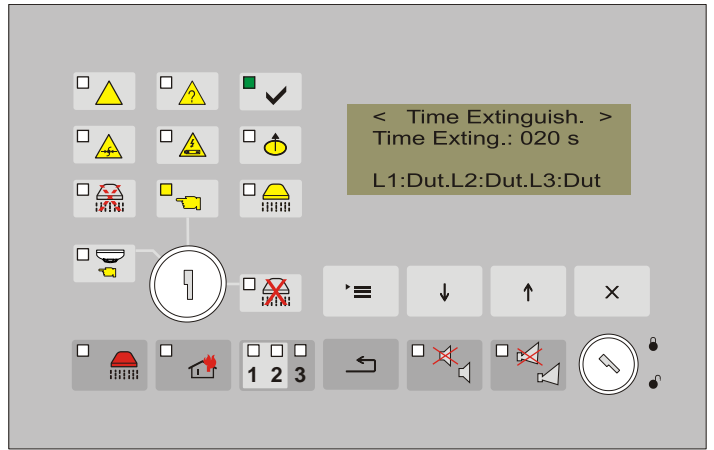 < Time Extinguish. >
Time Exting.: 020 s
L1:Dut.L2:Dut.L3:Dut
?
1 2 3